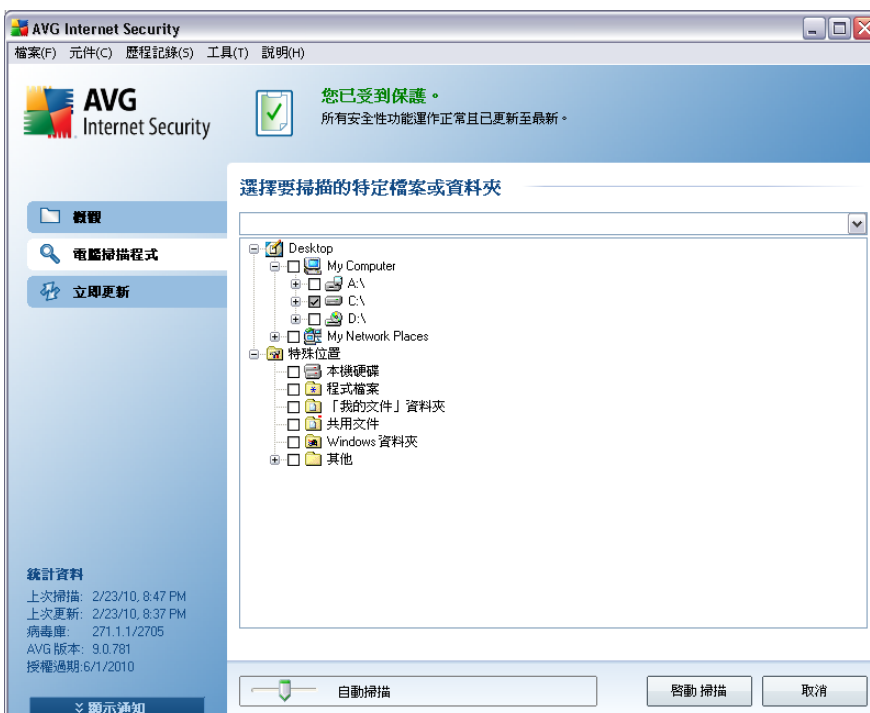 AVG Internet Security
檔案(F) 元件(C) 歷程記錄(S) 工具(T) 說明(H)
AVG
Internet Security
您已受到保護。
所有安全性功能運作正常且已更新至最新。
選擇要掃描的特定檔案或資料夾
概觀
電腦掃描程式
立即更新
Desktop
My Computer
A:\
C:\
D:\
My Network Places
特殊位置
本機硬碟
程式檔案
「我的文件」資料夾
共用文件
Windows 資料夾
其他
統計資料
上次掃描: 2/23/10, 8:47 PM
上次更新: 2/23/10, 8:37 PM
病毒庫: 271.1.1/2705
AVG 版本: 9.0.781
授權過期:6/1/2010
顯示通知
自動掃描
啓動 掃描
取消